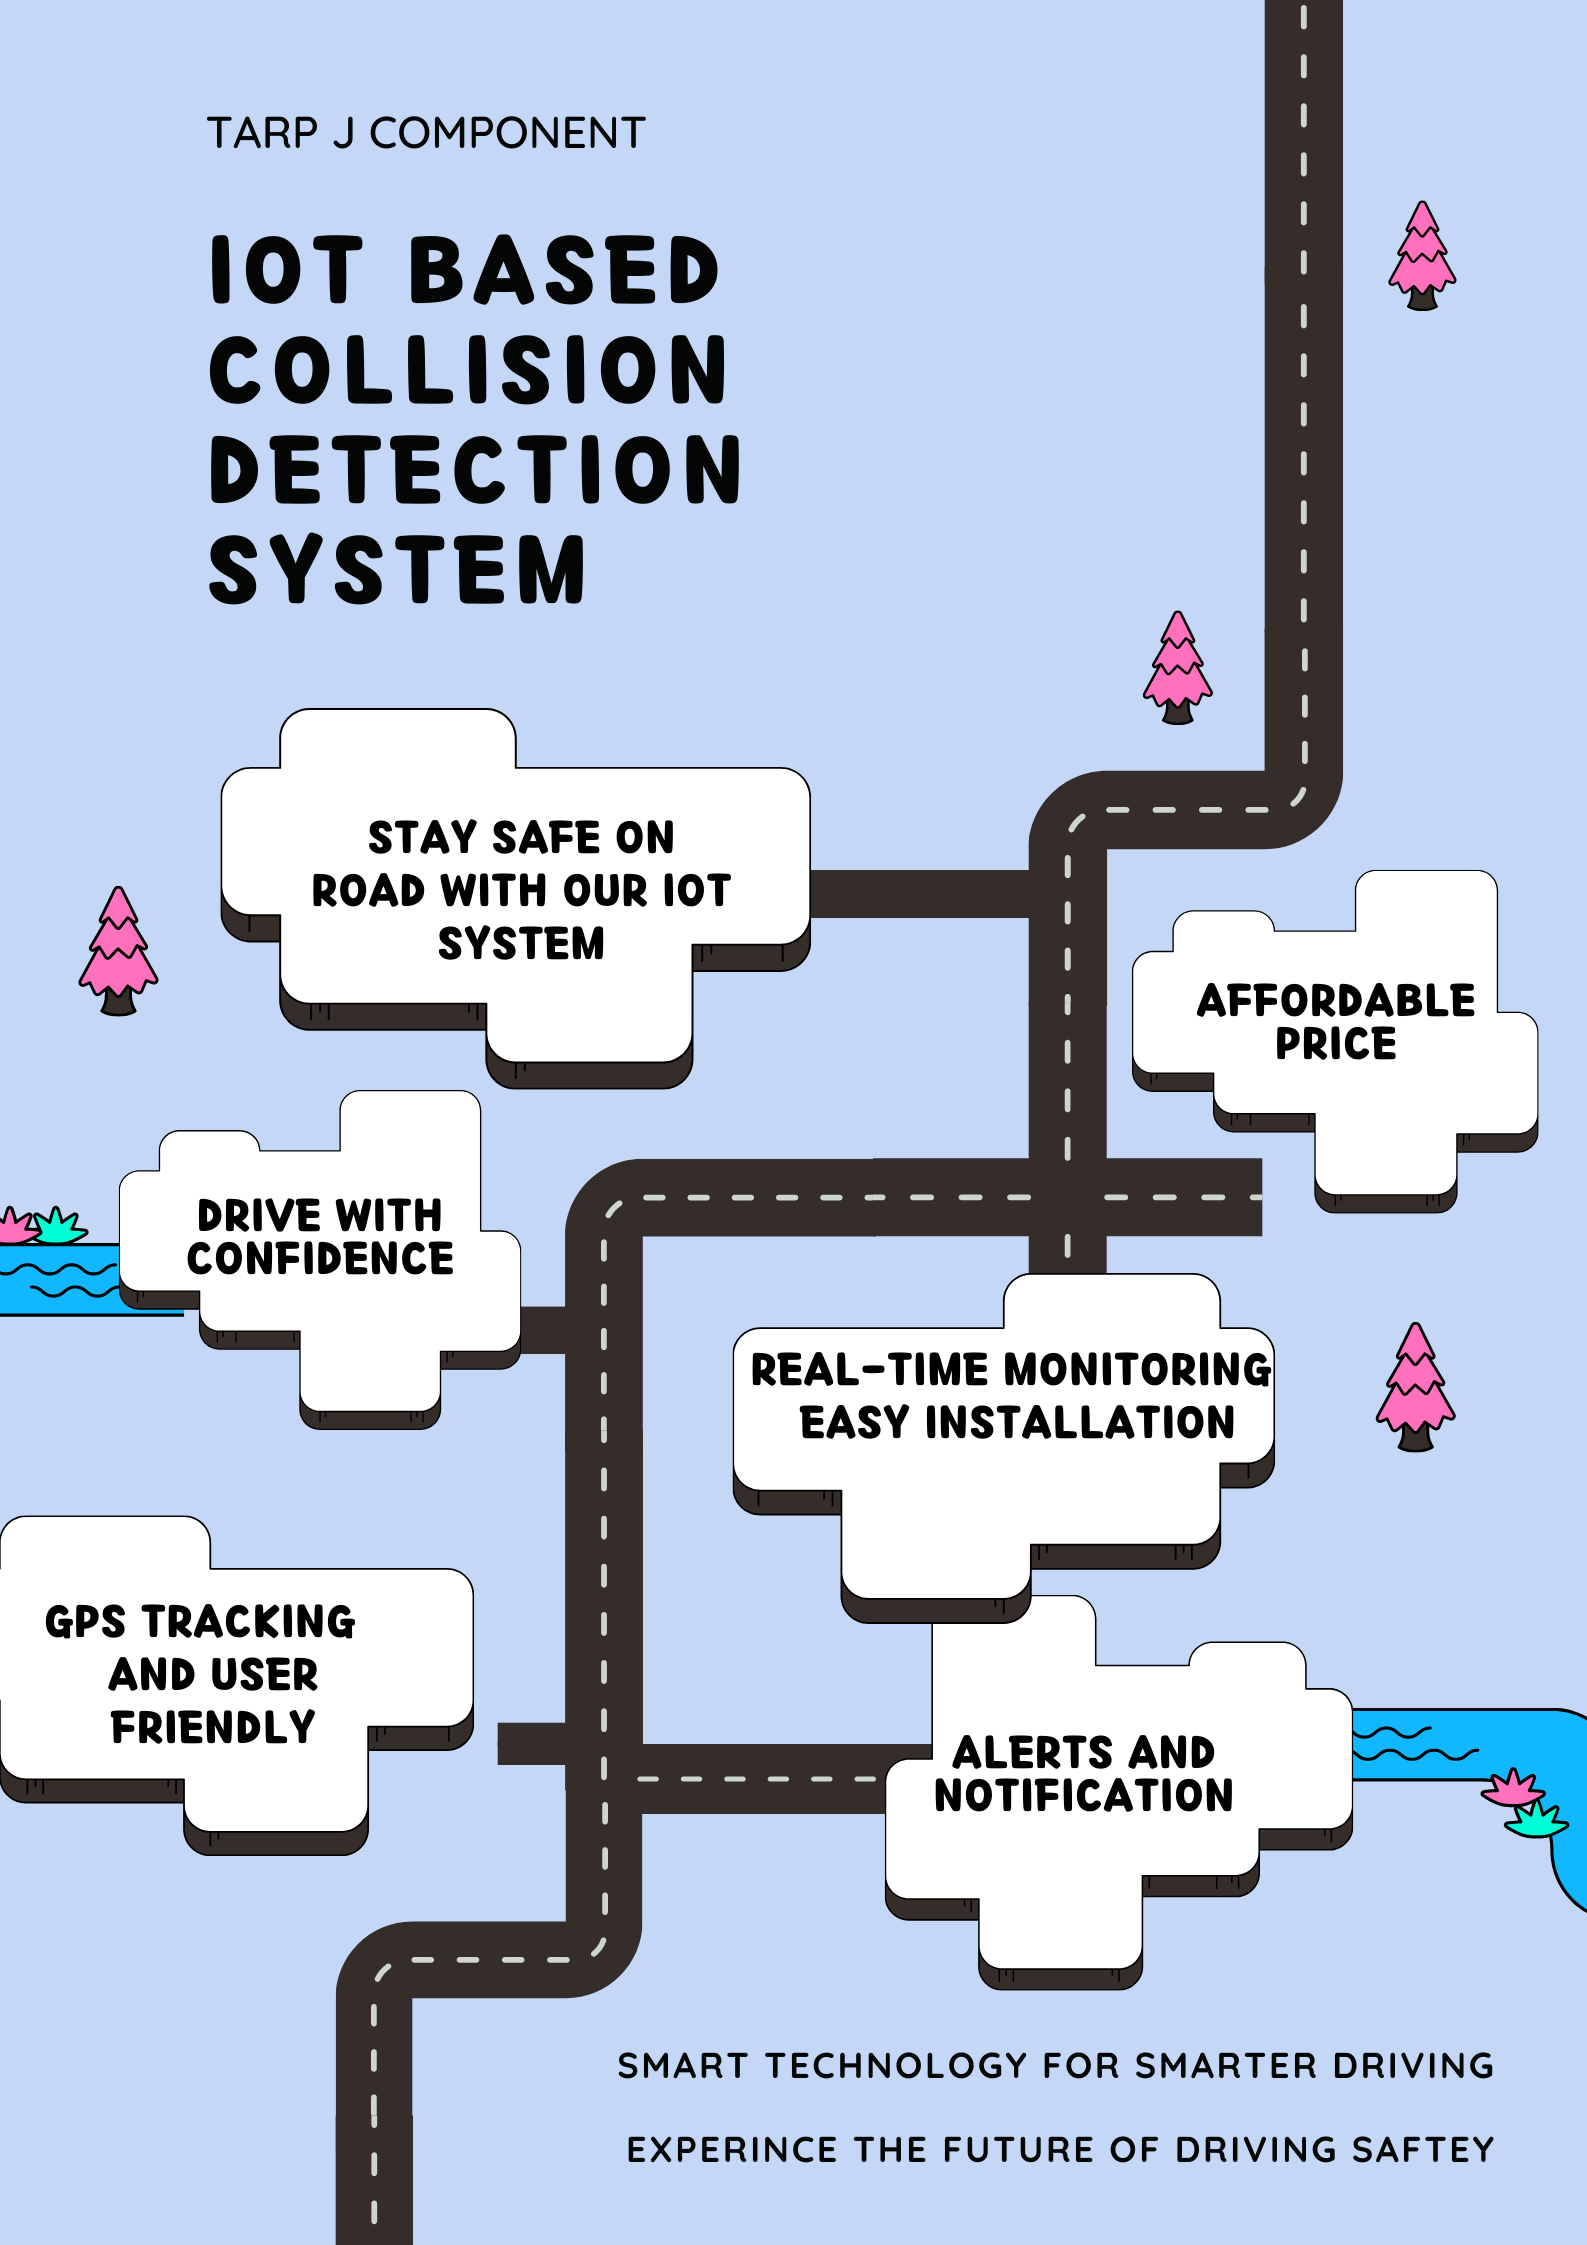 TARP J COMPONENT
IOT BASED
COLLISION
DETECTION
SYSTEM
STAY SAFE ON
ROAD WITH OUR IOT
SYSTEM
AFFORDABLE
PRICE
DRIVE WITH
CONFIDENCE
REAL-TIME MONITORING
EASY INSTALLATION
GPS TRACKING
AND USER
FRIENDLY
ALERTS AND
NOTIFICATION
SMART TECHNOLOGY FOR SMARTER DRIVING
EXPERINCE THE FUTURE OF DRIVING SAFTEY